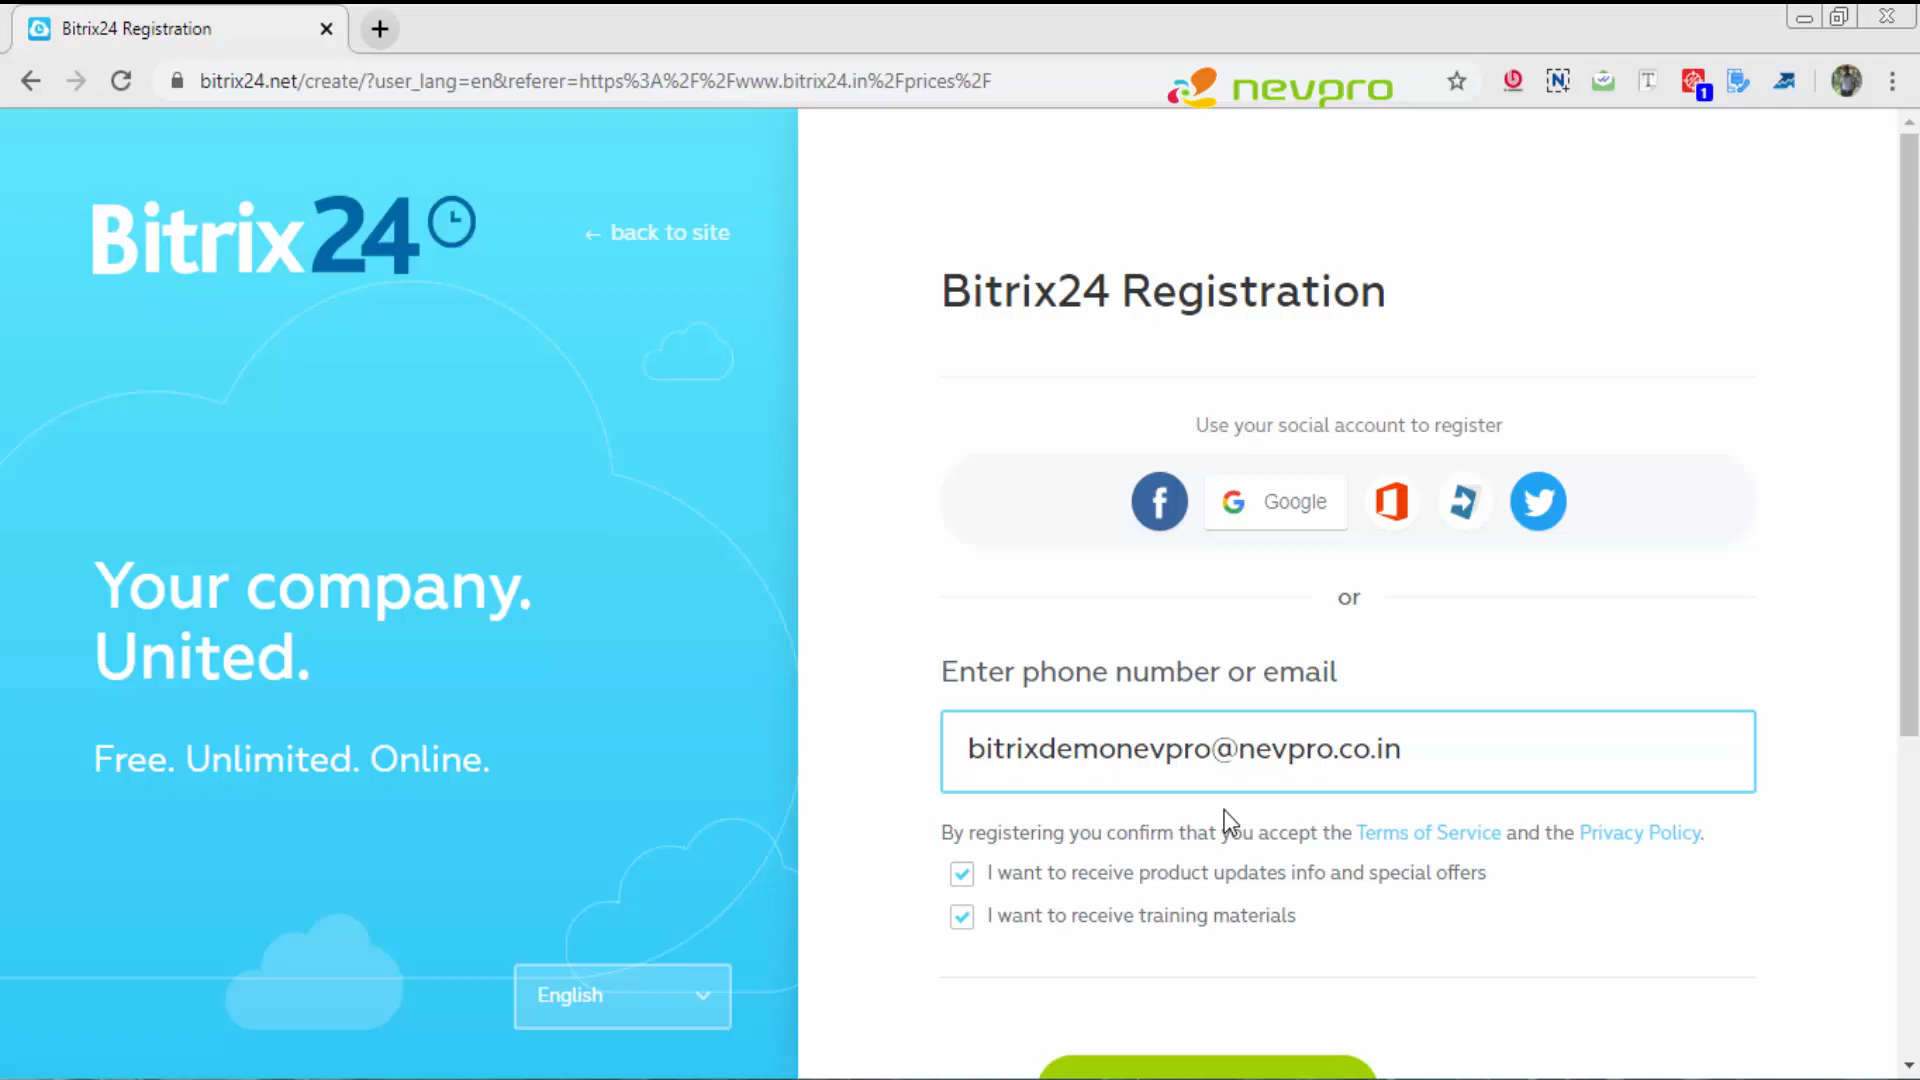 Bitrix24 Registration
bitrix24.net/create/?user_lang=en&referer=https%3A%2F%2Fwww.bitrix24.in%2Fprices%2F
nevpro
1
Bitrix24
← back to site
Your company.
United.
Free. Unlimited. Online.
English
Bitrix24 Registration
Use your social account to register
Google
or
Enter phone number or email
bitrixdemonevpro@nevpro.co.in
By registering you confirm that you accept the Terms of Service and the Privacy Policy.
I want to receive product updates info and special offers
I want to receive training materials